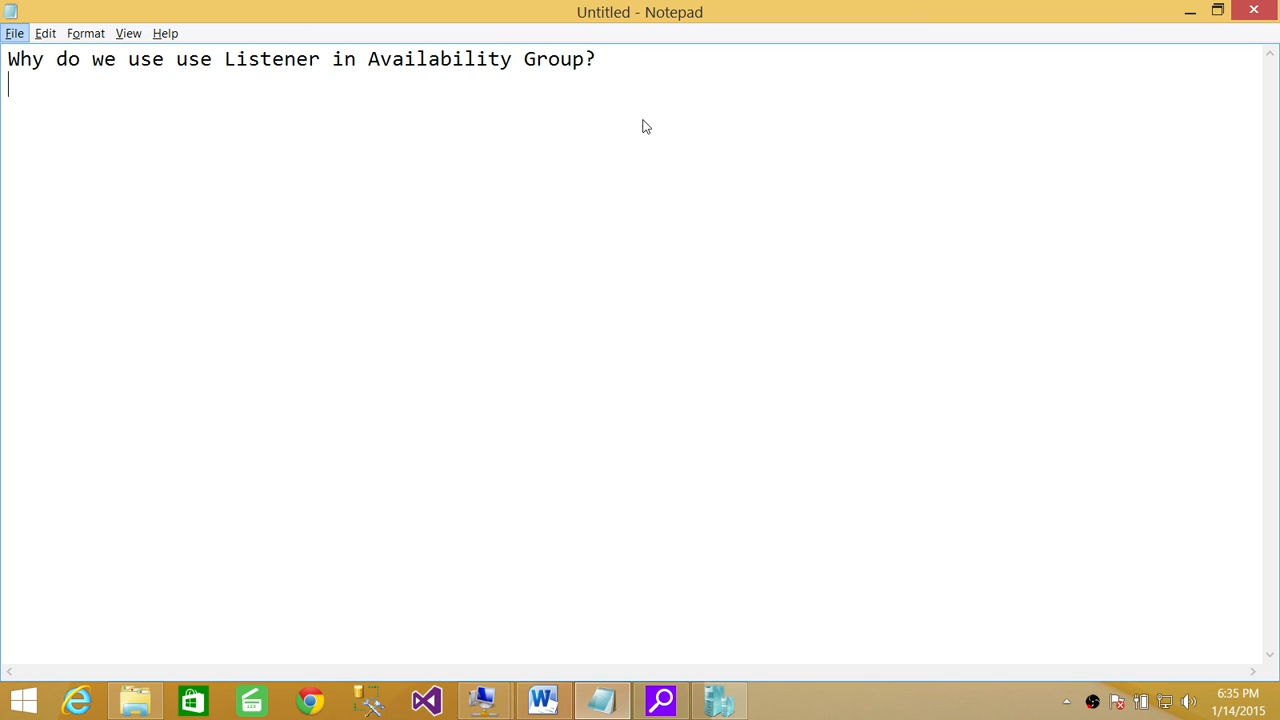 Untitled - Notepad
File Edit Format View Help
Why do we use use Listener in Availability Group?
6:35 PM
1/14/2015